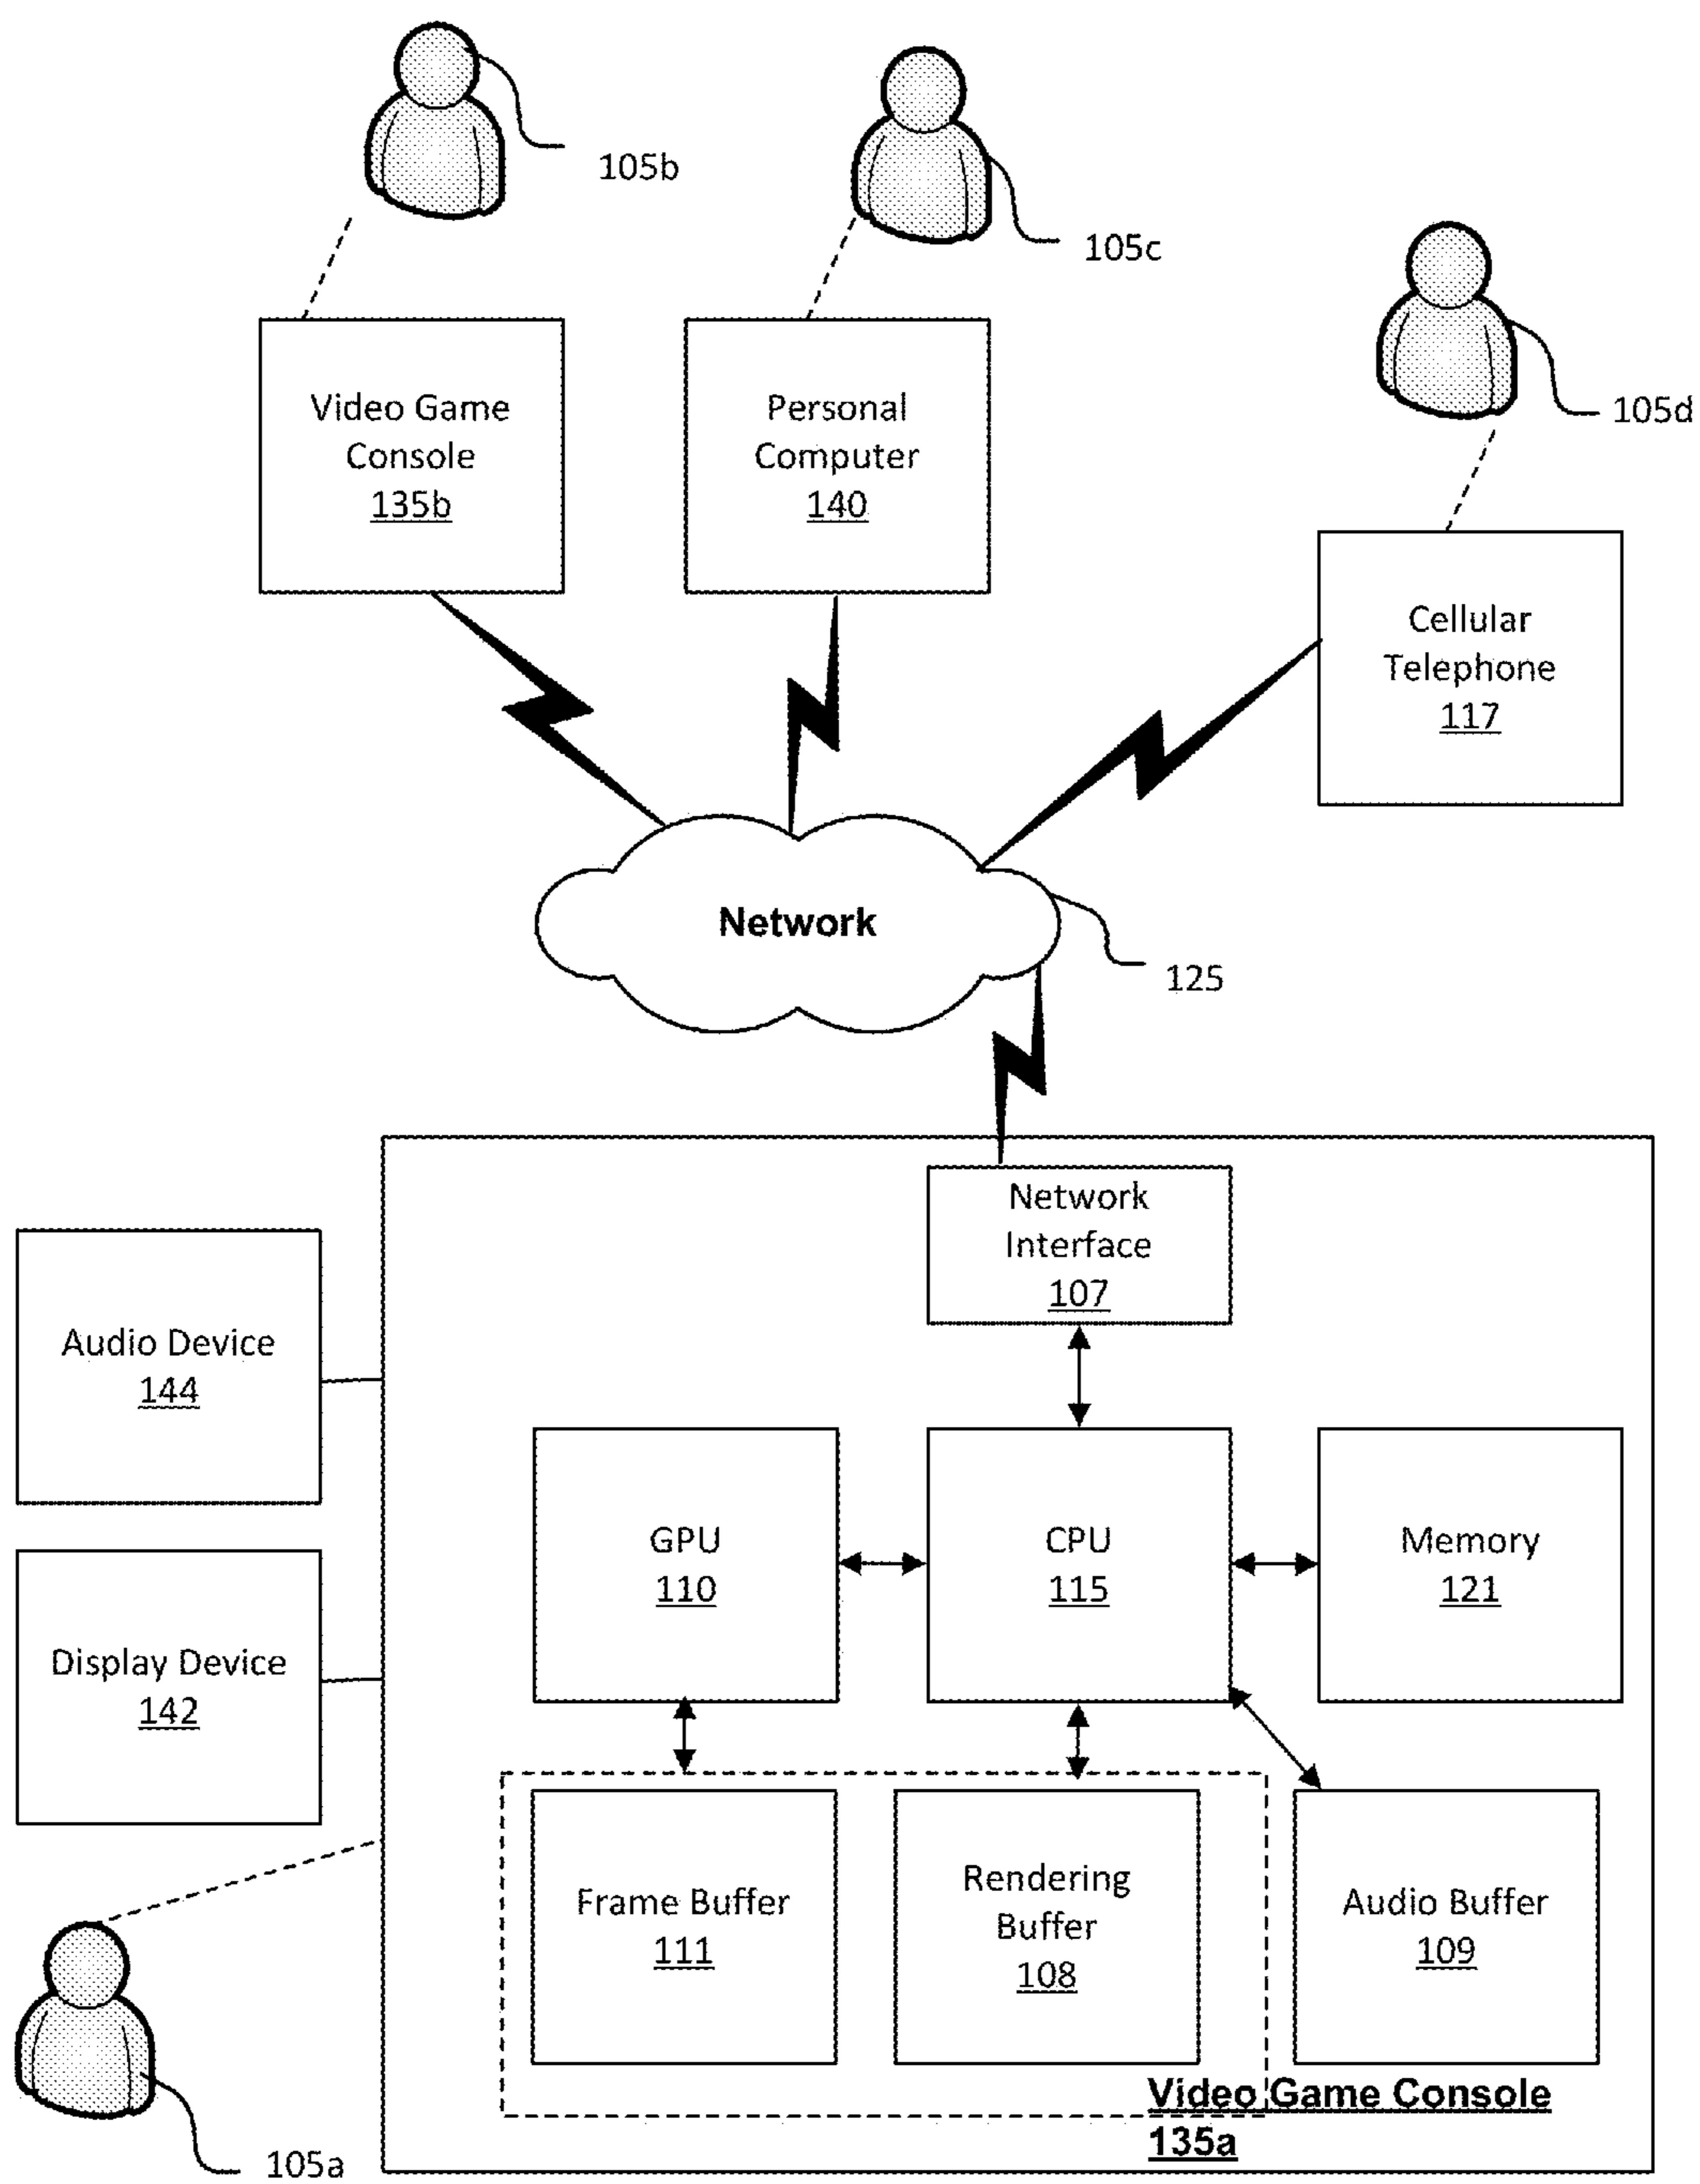 105b
105c
105d
Video Game
Console
135b
Personal
Computer
140
Cellular
Telephone
117
Network
125
Network
Interface
107
Audio Device
144
GPU
110
CPU
115
Memory
121
Display Device
142
Frame Buffer
111
Rendering
Buffer
108
Audio Buffer
109
Video Game Console
135a
105a